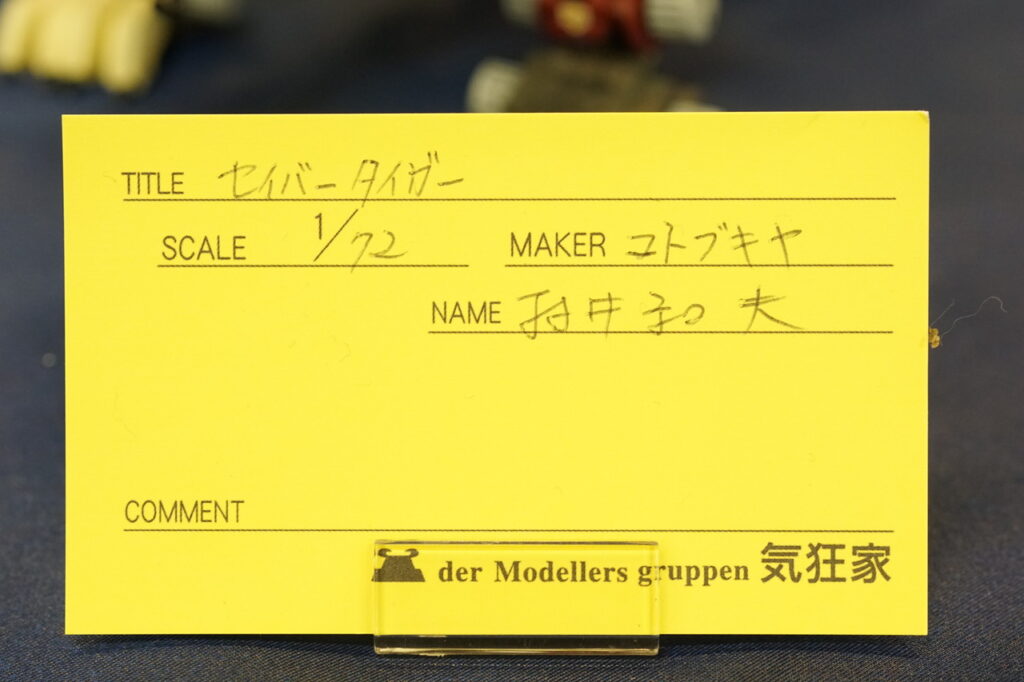 TITLE セイバータイガー
SCALE 1/72 MAKER コトブキヤ
NAME 村井和夫
COMMENT
der Modellers gruppen 気狂家